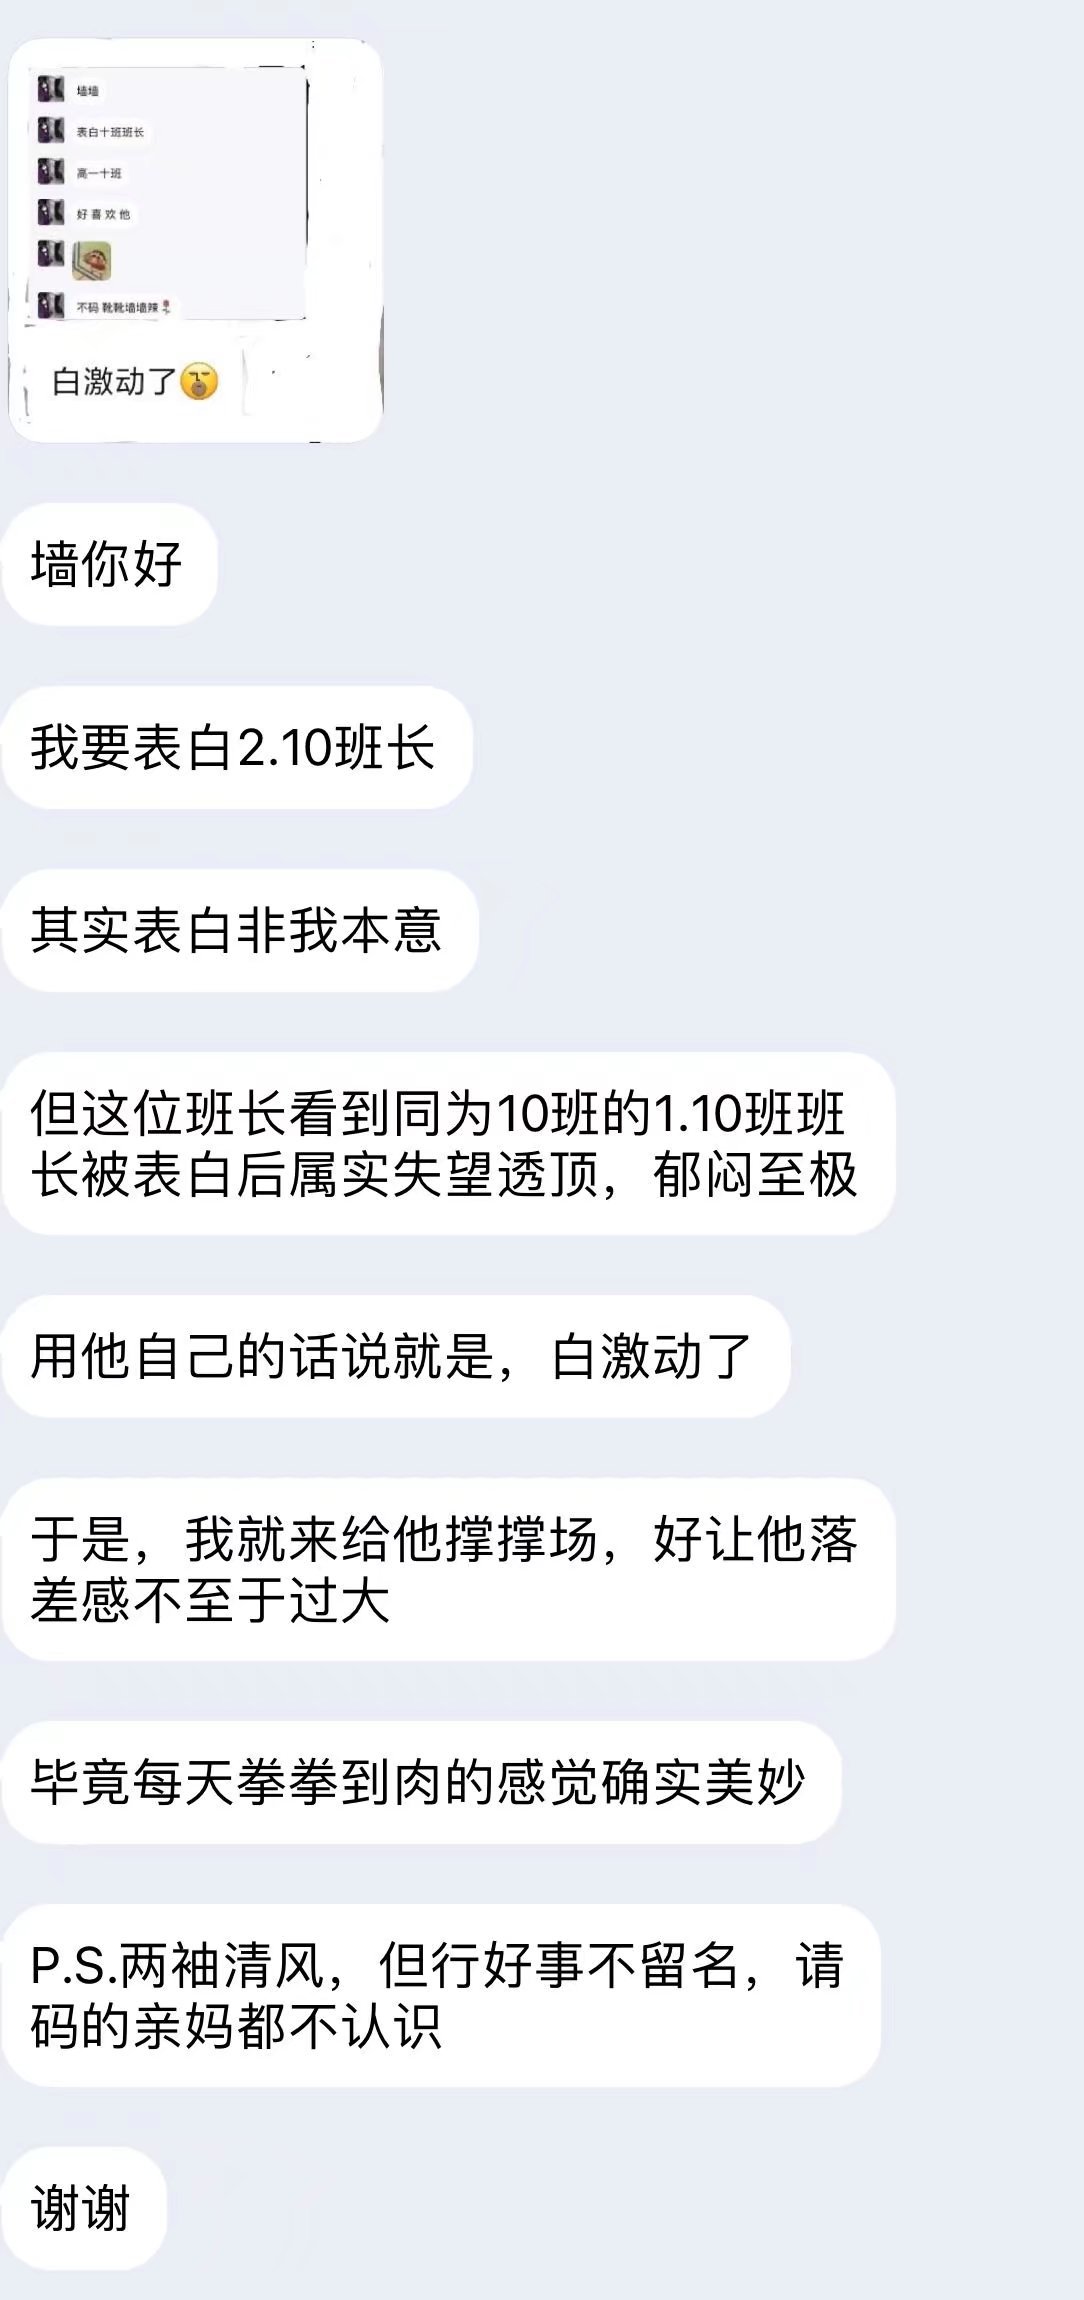 墙墙
表白十班班长
高一十班
好喜欢他
不码 靴靴墙墙辣
白激动了
墙你好
我要表白2.10班长
其实表白非我本意
但这位班长看到同为10班的1.10班班
长被表白后属实失望透顶，郁闷至极
用他自己的话说就是，白激动了
于是，我就来给他撑撑场，好让他落
差感不至于过大
毕竟每天拳拳到肉的感觉确实美妙
P.S.两袖清风，但行好事不留名，请
码的亲妈都不认识
谢谢